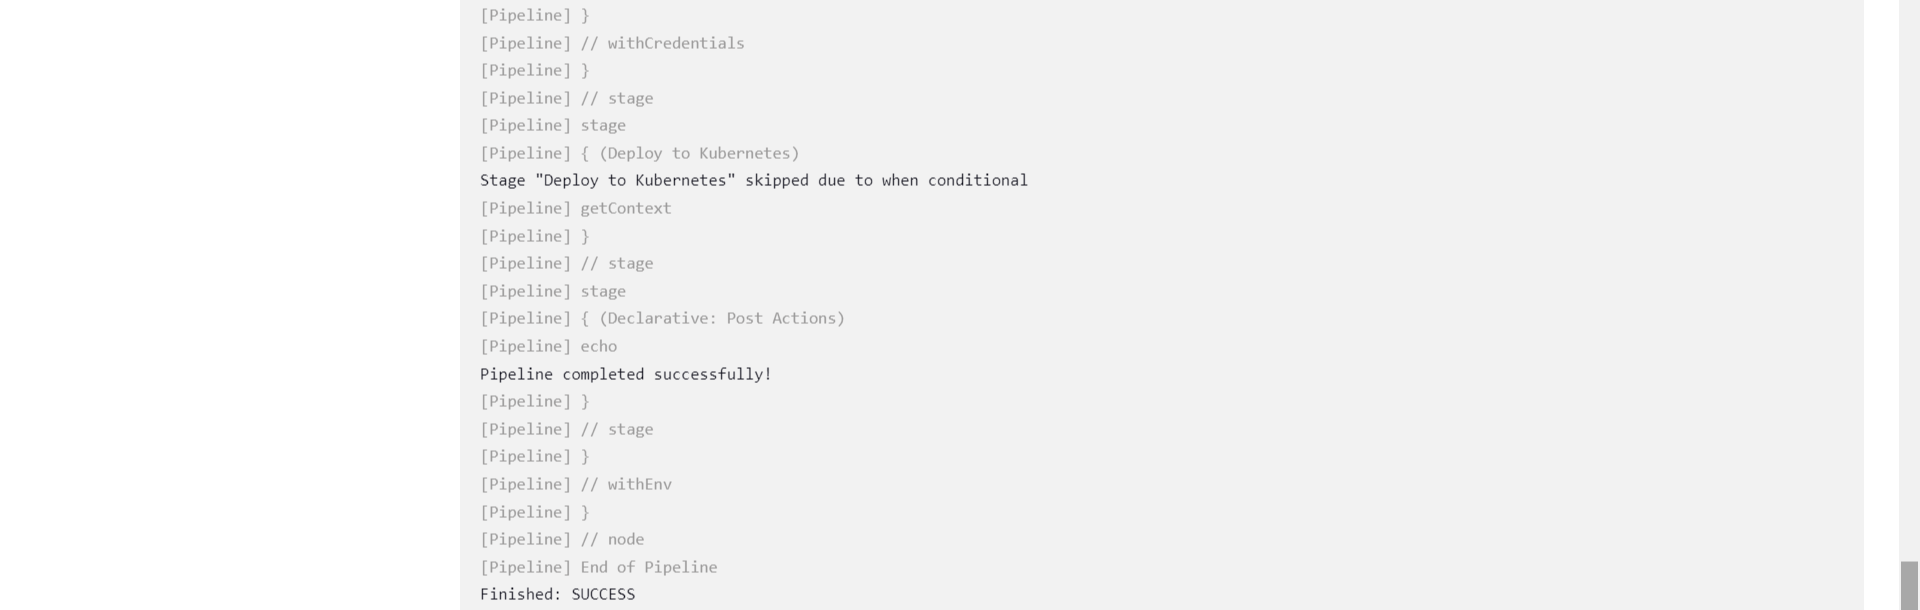 [Pipeline] }
[Pipeline] // withCredentials
[Pipeline] }
[Pipeline] // stage
[Pipeline] stage
[Pipeline] { (Deploy to Kubernetes)
Stage "Deploy to Kubernetes" skipped due to when conditional
[Pipeline] getContext
[Pipeline] }
[Pipeline] // stage
[Pipeline] stage
[Pipeline] { (Declarative: Post Actions)
[Pipeline] echo
Pipeline completed successfully!
[Pipeline] }
[Pipeline] // stage
[Pipeline] }
[Pipeline] // withEnv
[Pipeline] }
[Pipeline] // node
[Pipeline] End of Pipeline
Finished: SUCCESS